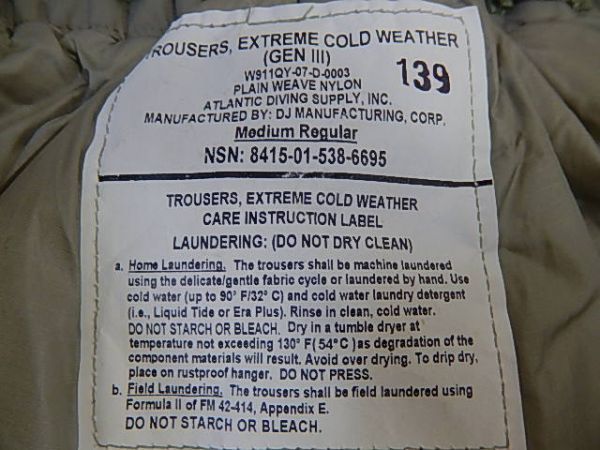 TROUSERS, EXTREME COLD WEATHER
(GEN III)
139
W911QY-07-D-0003
PLAIN WEAVE NYLON
ATLANTIC DIVING SUPPLY, INC.
MANUFACTURED BY: DJ MANUFACTURING, CORP.
Medium Regular
NSN: 8415-01-538-6695
TROUSERS, EXTREME COLD WEATHER
CARE INSTRUCTION LABEL
LAUNDERING: (DO NOT DRY CLEAN)
a. Home Laundering. The trousers shall be machine laundered
using the delicate/gentle fabric cycle or laundered by hand. Use
cold water (up to 90° F/32° C) and cold water laundry detergent
(i.e., Liquid Tide or Era Plus). Rinse in clean, cold water.
DO NOT STARCH OR BLEACH. Dry in a tumble dryer at
temperature not exceeding 130° F(54°C )as degradation of the
component materials will result. Avoid over drying. To drip dry,
place on rustproof hanger. DO NOT PRESS.
b. Field Laundering. The trousers shall be field laundered using
Formula II of FM 42-414, Appendix E.
DO NOT STARCH OR BLEACH.